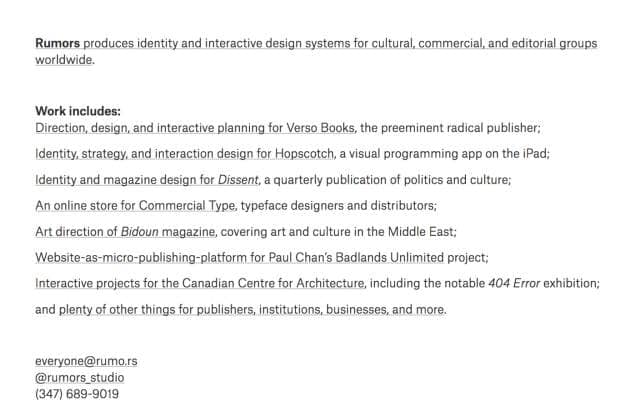 Rumors produces identity and interactive design systems for cultural, commercial, and editorial groups
worldwide.
Work includes:
Direction, design, and interactive planning for Verso Books, the preeminent radical publisher;
Identity, strategy, and interaction design for Hopscotch, a visual programming app on the iPad;
Identity and magazine design for Dissent, a quarterly publication of politics and culture;
An online store for Commercial Type, typeface designers and distributors;
Art direction of Bidoun magazine, covering art and culture in the Middle East;
Website-as-micro-publishing-platform for Paul Chan’s Badlands Unlimited project;
Interactive projects for the Canadian Centre for Architecture, including the notable 404 Error exhibition;
and plenty of other things for publishers, institutions, businesses, and more.
everyone@rumo.rs
@rumors_studio
(347) 689-9019